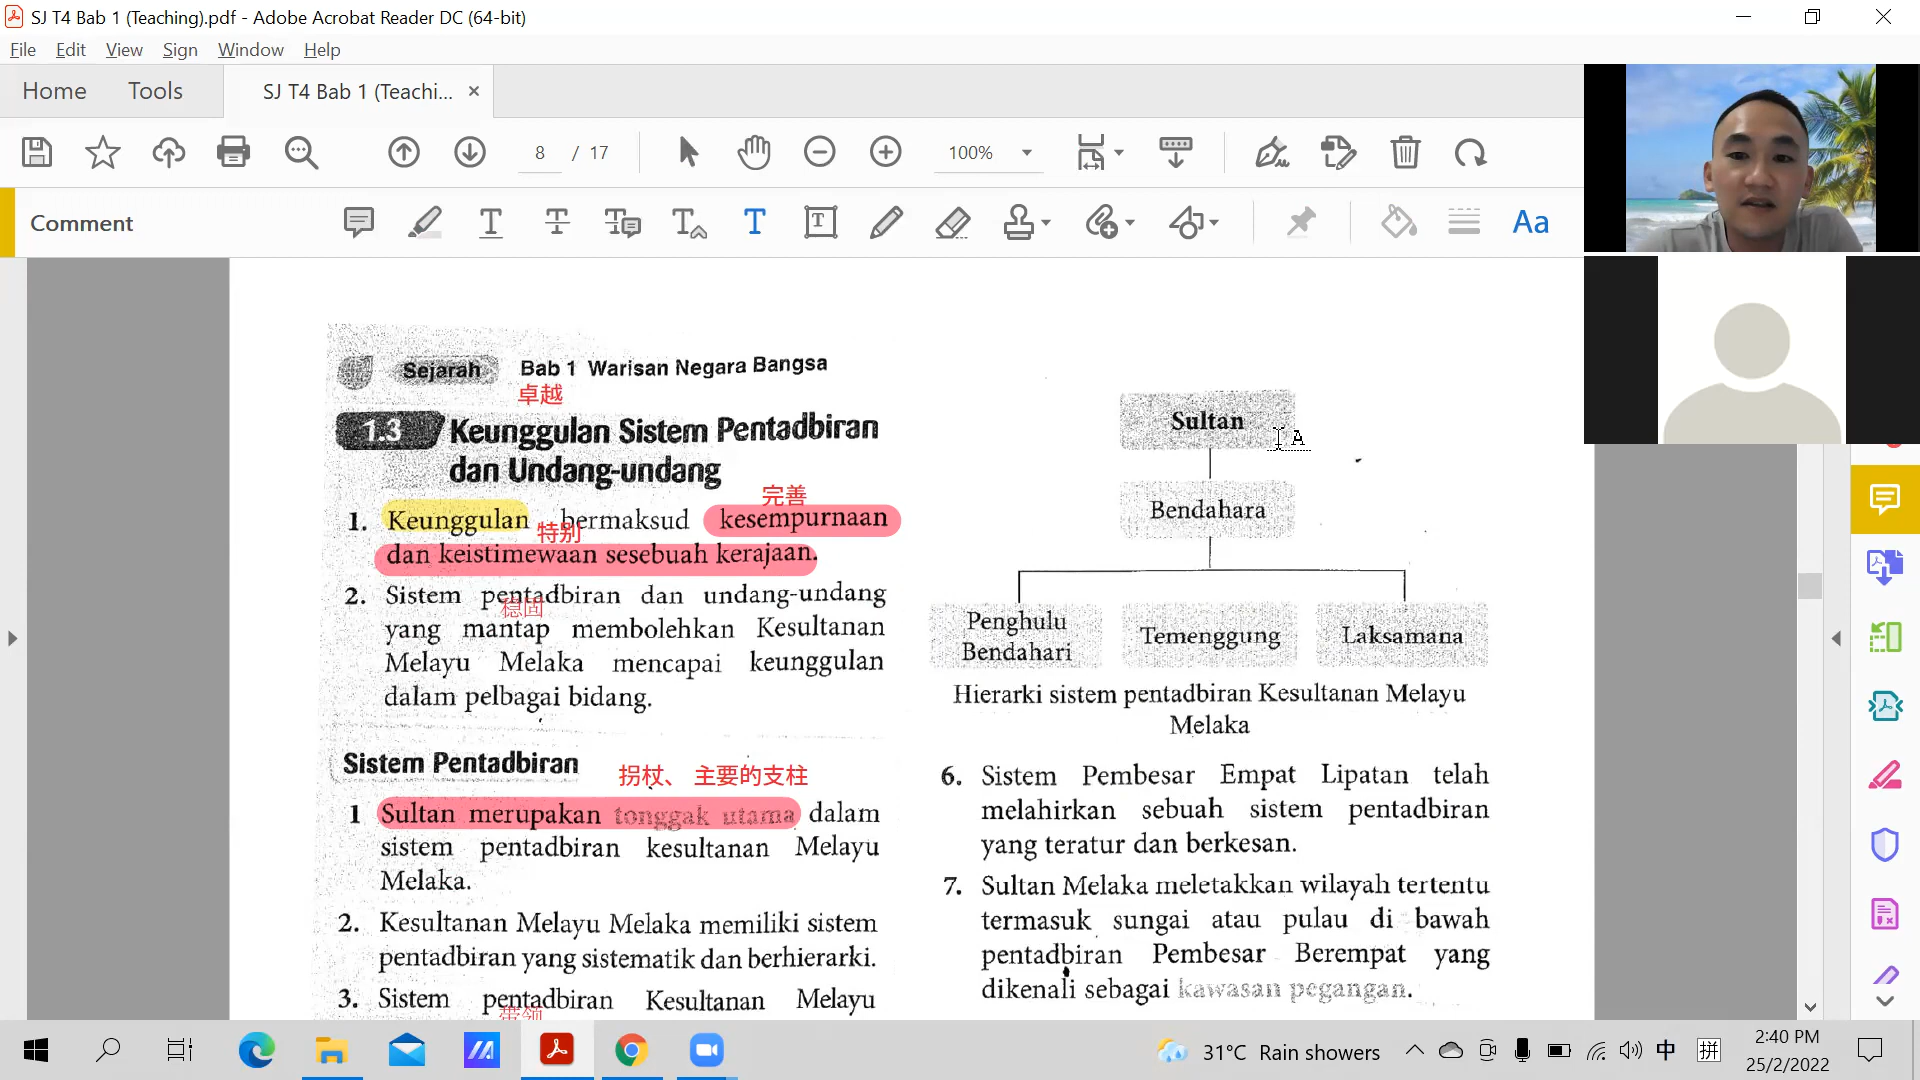 SJ T4 Bab 1 (Teaching).pdf - Adobe Acrobat Reader DC (64-bit)
File Edit View Sign Window Help
Home Tools SJ T4 Bab 1 (Teachi... ×
8 / 17 100%
Comment
Sejarah Bab 1 Warisan Negara Bangsa
卓越
1.3 Keunggulan Sistem Pentadbiran
dan Undang-undang
完善
1. Keunggulan bermaksud kesempurnaan
特别
dan keistimewaan sesebuah kerajaan.
2. Sistem pentadbiran dan undang-undang
稳固
yang mantap membolehkan Kesultanan
Melayu Melaka mencapai keunggulan
dalam pelbagai bidang.
Sistem Pentadbiran
拐杖、 主要的支柱
1 Sultan merupakan tonggak utama dalam
sistem pentadbiran kesultanan Melayu
Melaka.
2. Kesultanan Melayu Melaka memiliki sistem
pentadbiran yang sistematik dan berhierarki.
3. Sistem pentadbiran Kesultanan Melayu
带领
Sultan
Bendahara
Penghulu
Bendahari
Temenggung
Laksamana
Hierarki sistem pentadbiran Kesultanan Melayu
Melaka
6. Sistem Pembesar Empat Lipatan telah
melahirkan sebuah sistem pentadbiran
yang teratur dan berkesan.
7. Sultan Melaka meletakkan wilayah tertentu
termasuk sungai atau pulau di bawah
pentadbiran Pembesar Berempat yang
dikenali sebagai kawasan pegangan.
31°C Rain showers
中
拼
2:40 PM
25/2/2022